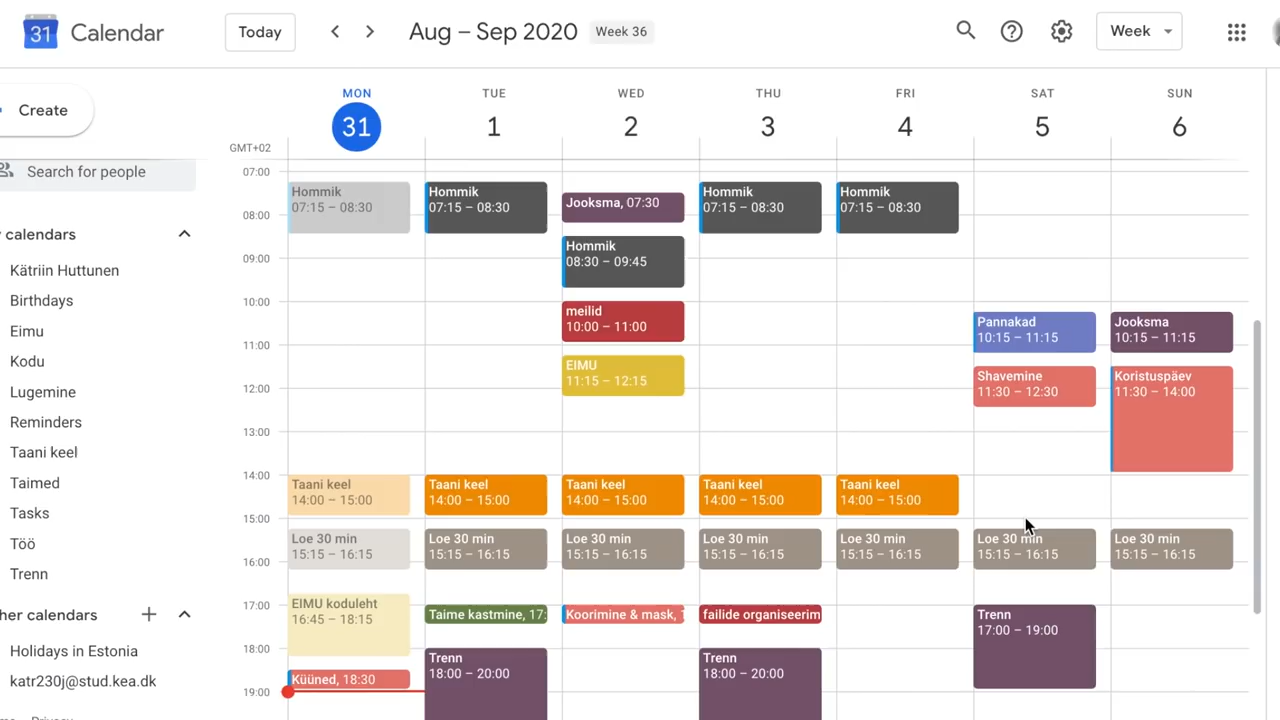 31 Calendar Today Aug – Sep 2020 Week 36 Week
Create
Search for people
calendars
Kätriin Huttunen
Birthdays
Eimu
Kodu
Lugemine
Reminders
Taani keel
Taimed
Tasks
Töö
Trenn
her calendars
Holidays in Estonia
katr230j@stud.kea.dk
MON TUE WED THU FRI SAT SUN
31 1 2 3 4 5 6
GMT+02
07:00
08:00
09:00
10:00
11:00
12:00
13:00
14:00
15:00
16:00
17:00
18:00
19:00
Hommik
07:15 – 08:30
Taani keel
14:00 – 15:00
Loe 30 min
15:15 – 16:15
EIMU koduleht
16:45 – 18:15
Küüned, 18:30
Hommik
07:15 – 08:30
Taani keel
14:00 – 15:00
Loe 30 min
15:15 – 16:15
Taime kastmine, 17:
Trenn
18:00 – 20:00
Jooksma, 07:30
Hommik
08:30 – 09:45
meilid
10:00 – 11:00
EIMU
11:15 – 12:15
Taani keel
14:00 – 15:00
Loe 30 min
15:15 – 16:15
Koorimine & mask,
Hommik
07:15 – 08:30
Taani keel
14:00 – 15:00
Loe 30 min
15:15 – 16:15
failide organiseerim
Trenn
18:00 – 20:00
Hommik
07:15 – 08:30
Taani keel
14:00 – 15:00
Loe 30 min
15:15 – 16:15
Pannakad
10:15 – 11:15
Shavemine
11:30 – 12:30
Loe 30 min
15:15 – 16:15
Trenn
17:00 – 19:00
Jooksma
10:15 – 11:15
Koristuspäev
11:30 – 14:00
Loe 30 min
15:15 – 16:15